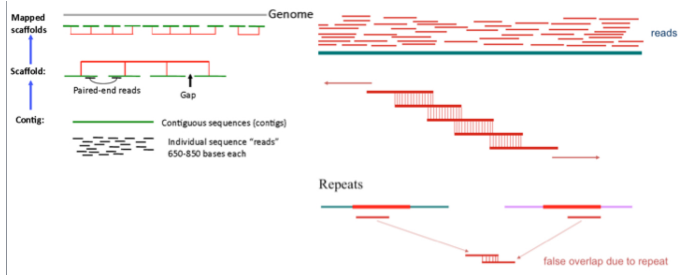 Mapped
scaffolds
Genome
Scaffold:
Paired-end reads
Gap
Contig:
Contiguous sequences (contigs)
Individual sequence "reads"
650-850 bases each
reads
Repeats
false overlap due to repeat